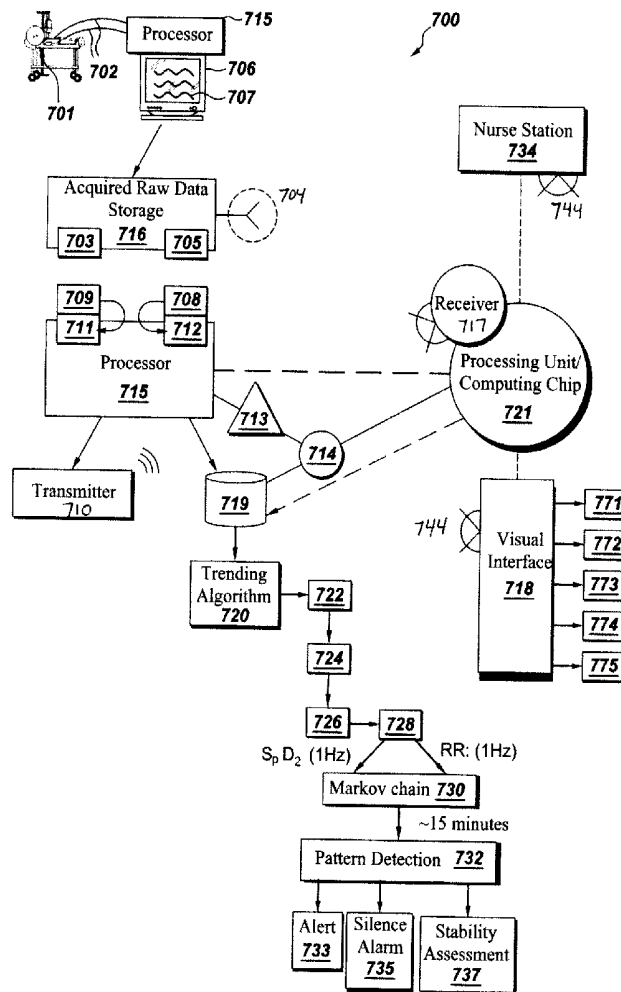 715
700
Processor
702
706
707
701
Nurse Station
734
744
Acquired Raw Data
Storage
716
704
703
705
Receiver
717
709
708
711
712
Processor
715
Processing Unit/
Computing Chip
721
713
714
Transmitter
710
719
744
Visual
Interface
718
771
772
773
774
775
Trending
Algorithm
720
722
724
726
728
SpD2 (1Hz)
RR: (1Hz)
Markov chain 730
~15 minutes
Pattern Detection 732
Alert
733
Silence
Alarm
735
Stability
Assessment
737